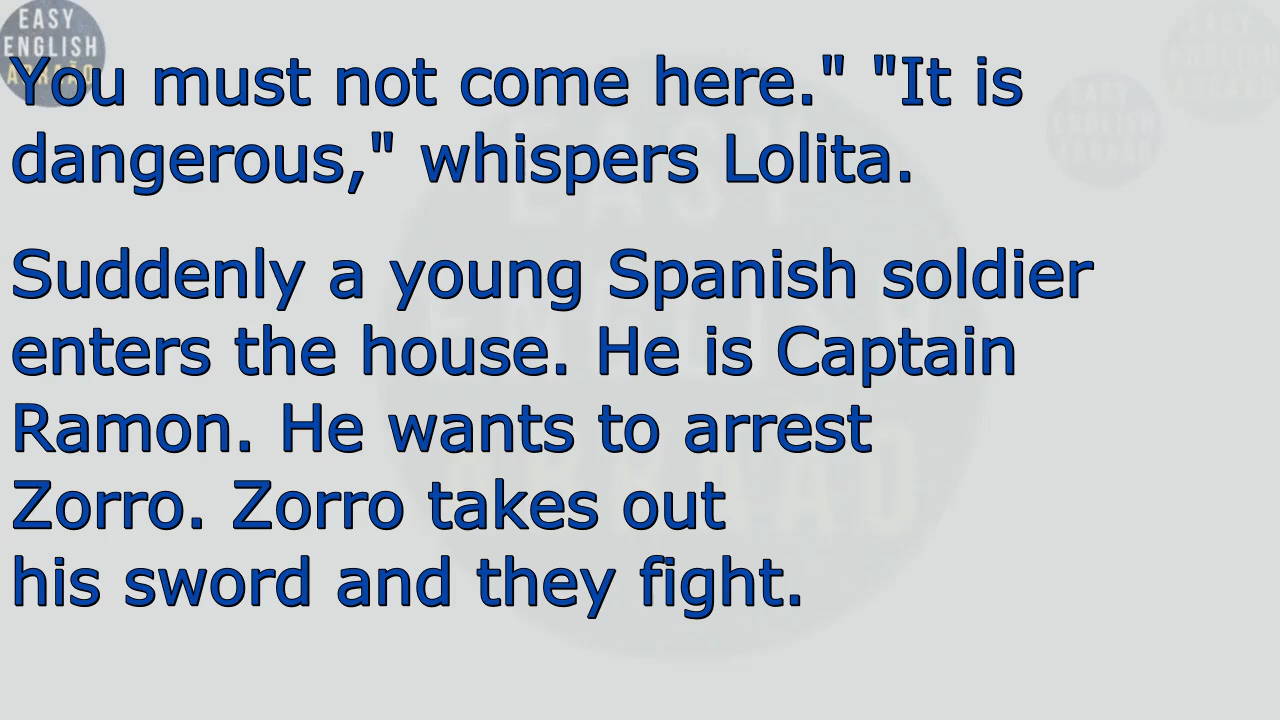 EASY
ENGLISH
You must not come here." "It is
dangerous," whispers Lolita.
Suddenly a young Spanish soldier
enters the house. He is Captain
Ramon. He wants to arrest
Zorro. Zorro takes out
his sword and they fight.